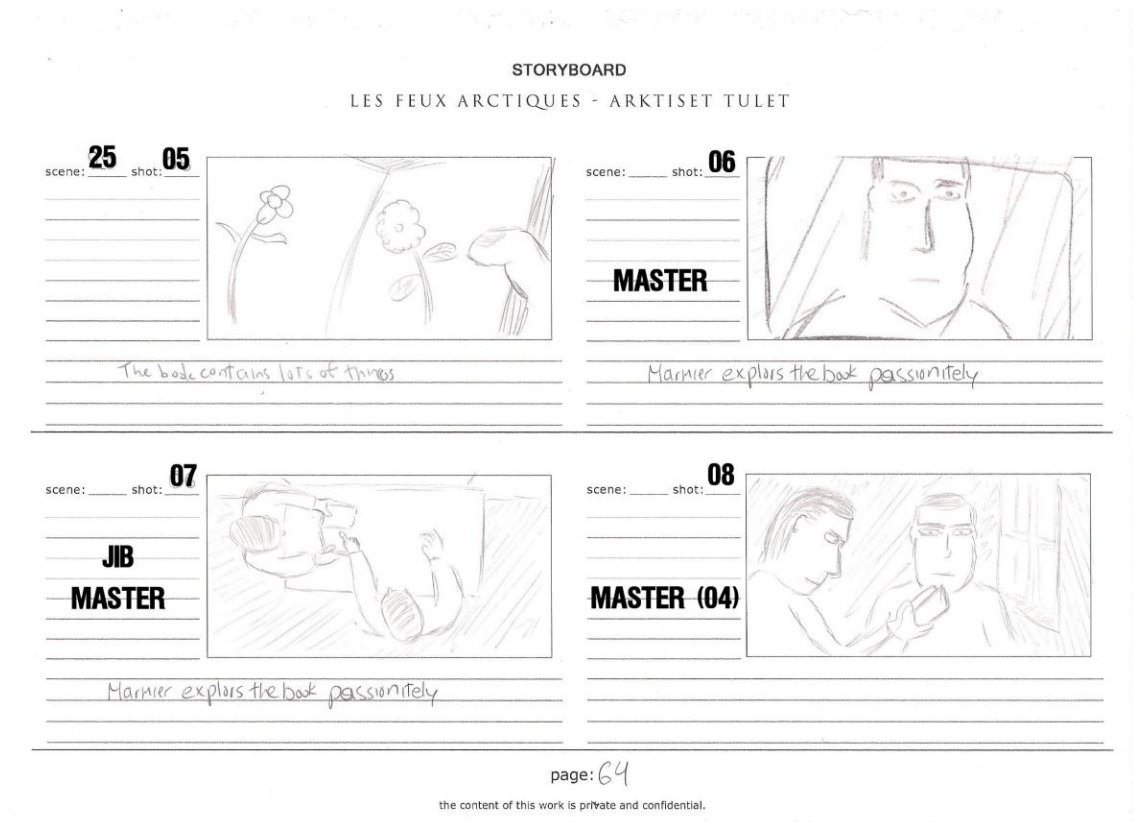 STORYBOARD
LES FEUX ARCTIQUES - ARKTISET TULET
scene: 25 shot: 05
The book contains lots of things
scene: shot: 06
MASTER
Marnier explors the book passionitely
scene: shot: 07
JIB
MASTER
Marnier explors the book passionitely
scene: shot: 08
MASTER (04)
page: 64
the content of this work is private and confidential.